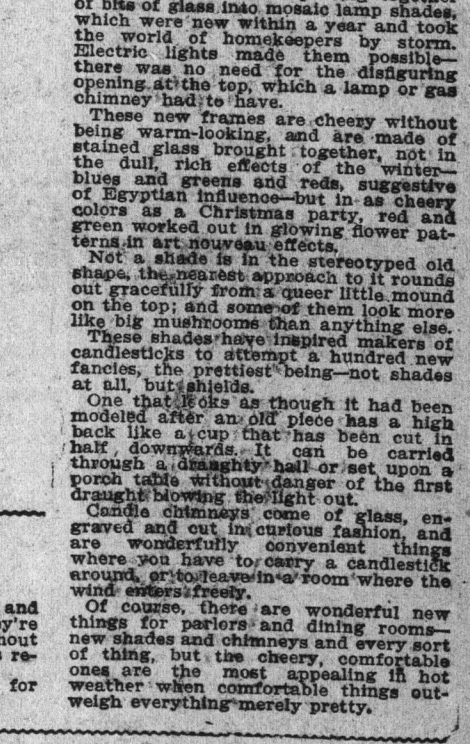 of bits of glass into mosaic lamp shades,
which were new within a year and took
the world of homekeepers by storm.
Electric lights made them possible—
there was no need for the disfiguring
opening at the top, which a lamp or gas
chimney had to have.
These new frames are cheery without
being warm-looking, and are made of
stained glass brought together, not in
the dull, rich effects of the winter—
blues and greens and reds, suggestive
of Egyptian influence—but in as cheery
colors as a Christmas party, red and
green worked out in glowing flower pat-
terns in art nouveau effects.
Not a shade is in the stereotyped old
shape, the nearest approach to it rounds
out gracefully from a queer little mound
on the top; and some of them look more
like big mushrooms than anything else.
These shades have inspired makers of
candlesticks to attempt a hundred new
fancies, the prettiest being—not shades
at all, but shields.
One that looks as though it had been
modeled after an old piece has a high
back like a cup that has been cut in
half, downwards. It can be carried
through a draughty hall or set upon a
porch table without danger of the first
draught blowing the light out.
Candle chimneys come of glass, en-
graved and cut in curious fashion, and
are wonderfully convenient things
where you have to carry a candlestick
around, or to leave in a room where the
wind enters freely.
Of course, there are wonderful new
things for parlors and dining rooms—
new shades and chimneys and every sort
of thing, but the cheery, comfortable
ones are the most appealing in hot
weather when comfortable things out-
weigh everything merely pretty.
and
ey're
hout
s re-
for